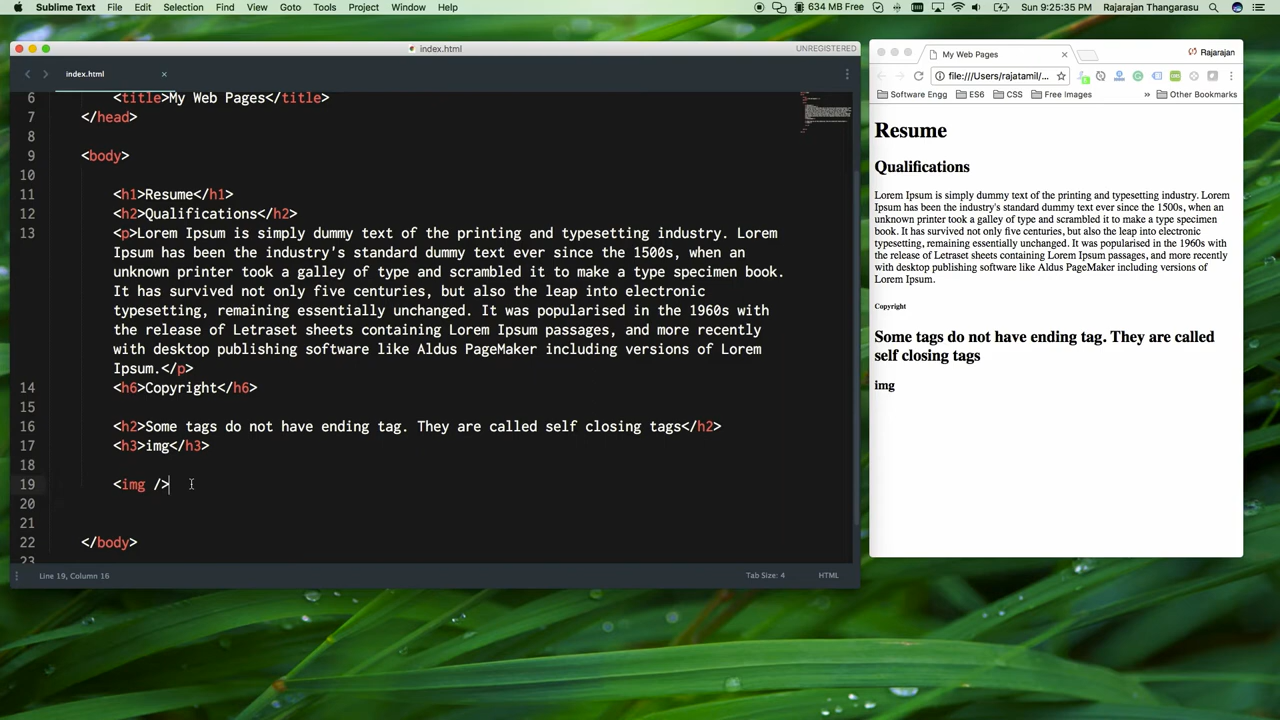 Sublime Text File Edit Selection Find View Goto Tools Project Window Help 634 MB Free Sun 9:25:35 PM Rajarajan Thangarasu
index.html UNREGISTERED
index.html
6 <title>My Web Pages</title>
7 </head>
8
9 <body>
10
11 <h1>Resume</h1>
12 <h2>Qualifications</h2>
13 <p>Lorem Ipsum is simply dummy text of the printing and typesetting industry. Lorem
Ipsum has been the industry's standard dummy text ever since the 1500s, when an
unknown printer took a galley of type and scrambled it to make a type specimen book.
It has survived not only five centuries, but also the leap into electronic
typesetting, remaining essentially unchanged. It was popularised in the 1960s with
the release of Letraset sheets containing Lorem Ipsum passages, and more recently
with desktop publishing software like Aldus PageMaker including versions of Lorem
Ipsum.</p>
14 <h6>Copyright</h6>
15
16 <h2>Some tags do not have ending tag. They are called self closing tags</h2>
17 <h3>img</h3>
18
19 <img />
20
21
22 </body>
23
Line 19, Column 16 Tab Size: 4 HTML
My Web Pages Rajarajan
file:///Users/rajatamil/...
Software Engg ES6 CSS Free Images » Other Bookmarks
Resume
Qualifications
Lorem Ipsum is simply dummy text of the printing and typesetting industry. Lorem
Ipsum has been the industry's standard dummy text ever since the 1500s, when an
unknown printer took a galley of type and scrambled it to make a type specimen
book. It has survived not only five centuries, but also the leap into electronic
typesetting, remaining essentially unchanged. It was popularised in the 1960s with
the release of Letraset sheets containing Lorem Ipsum passages, and more recently
with desktop publishing software like Aldus PageMaker including versions of
Lorem Ipsum.
Copyright
Some tags do not have ending tag. They are called
self closing tags
img